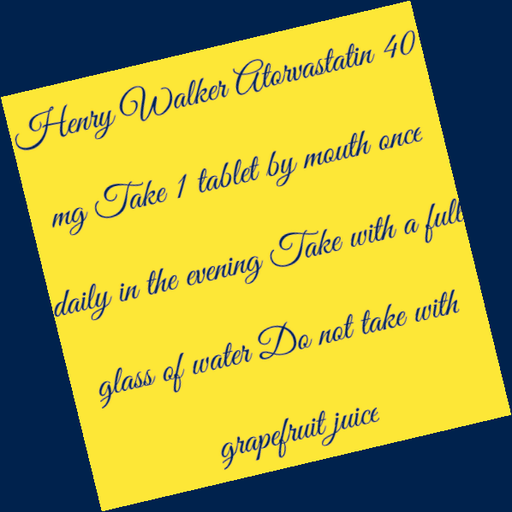 Henry Walker Atorvastatin 40
mg Take 1 tablet by mouth once
daily in the evening Take with a full
glass of water Do not take with
grapefruit juice